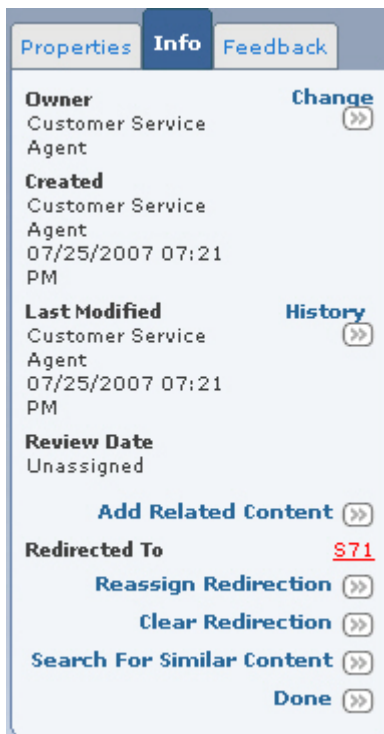 Properties Info Feedback
Owner Change
Customer Service
Agent
Created
Customer Service
Agent
07/25/2007 07:21
PM
Last Modified History
Customer Service
Agent
07/25/2007 07:21
PM
Review Date
Unassigned
Add Related Content
Redirected To S71
Reassign Redirection
Clear Redirection
Search For Similar Content
Done